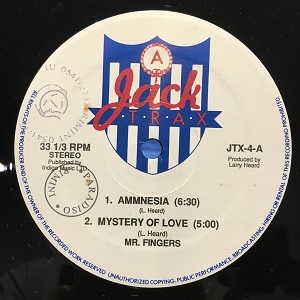 A
Jack
TRAX
33 1/3 RPM
STEREO
Published by
Indigo Music Ltd
JTX-4-A
Produced by
Larry Heard
1. AMMNESIA (6:30)
(L. Heard)
2. MYSTERY OF LOVE (5:00)
(L. Heard)
MR. FINGERS
PARADISO
RIMINI
ALL RIGHTS OF THE PRODUCER AND OF THE OWNER OF THE RECORDED WORK RESERVED. UNAUTHORIZED COPYING, PUBLIC PERFORMANCE, BROADCASTING, HIRING OR RENTAL OF THIS RECORDING PROHIBITED.